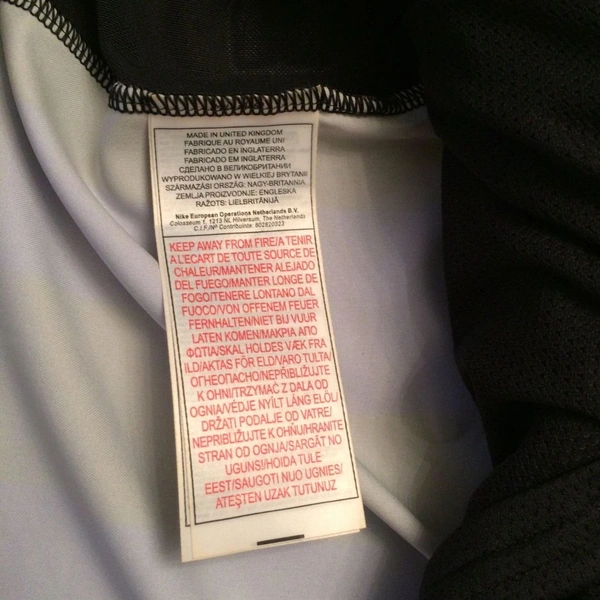 MADE IN UNITED KINGDOM
FABRIQUE AU ROYAUME UNI
FABRICADO EN INGLATERRA
FABRICADO EM INGLATERRA
СДЕЛАНО В ВЕЛИКОБРИТАНИИ
WYPRODUKOWANO W WIELKIEJ BRYTANII
SZÁRMAZÁSI ORSZÁG: NAGY-BRITANNIA
ZEMLJA PROIZVODNJE: ENGLESKA
RAŽOTS: LIELBRITĀNIJĀ
Nike European Operations Netherlands B.V.
Colosseum 1, 1213 NL Hilversum, The Netherlands
C.I.F./Nº Contribuinte: 802820323
KEEP AWAY FROM FIRE/A TENIR
A L'ECART DE TOUTE SOURCE DE
CHALEUR/MANTENER ALEJADO
DEL FUEGO/MANTER LONGE DE
FOGO/TENERE LONTANO DAL
FUOCO/VON OFFENEM FEUER
FERNHALTEN/NIET BIJ VUUR
LATEN KOMEN/ΜΑΚΡΙΑ ΑΠΟ
ΦΩΤΙΑ/SKAL HOLDES VÆK FRA
ILD/AKTAS FÖR ELD/VARO TULTA/
ОГНЕОПАСНО/NEPŘIBLIŽUJTE
K OHNI/TRZYMAĆ Z DALA OD
OGNIA/VÉDJE NYÍLT LÁNG ELÖL/
DRŽATI PODALJE OD VATRE/
NEPRIBLIŽUJTE K OHŇU/HRANITE
STRAN OD OGNJA/SARGĀT NO
UGUNS/HOIDA TULE
EEST/SAUGOTI NUO UGNIES/
ATEŞTEN UZAK TUTUNUZ